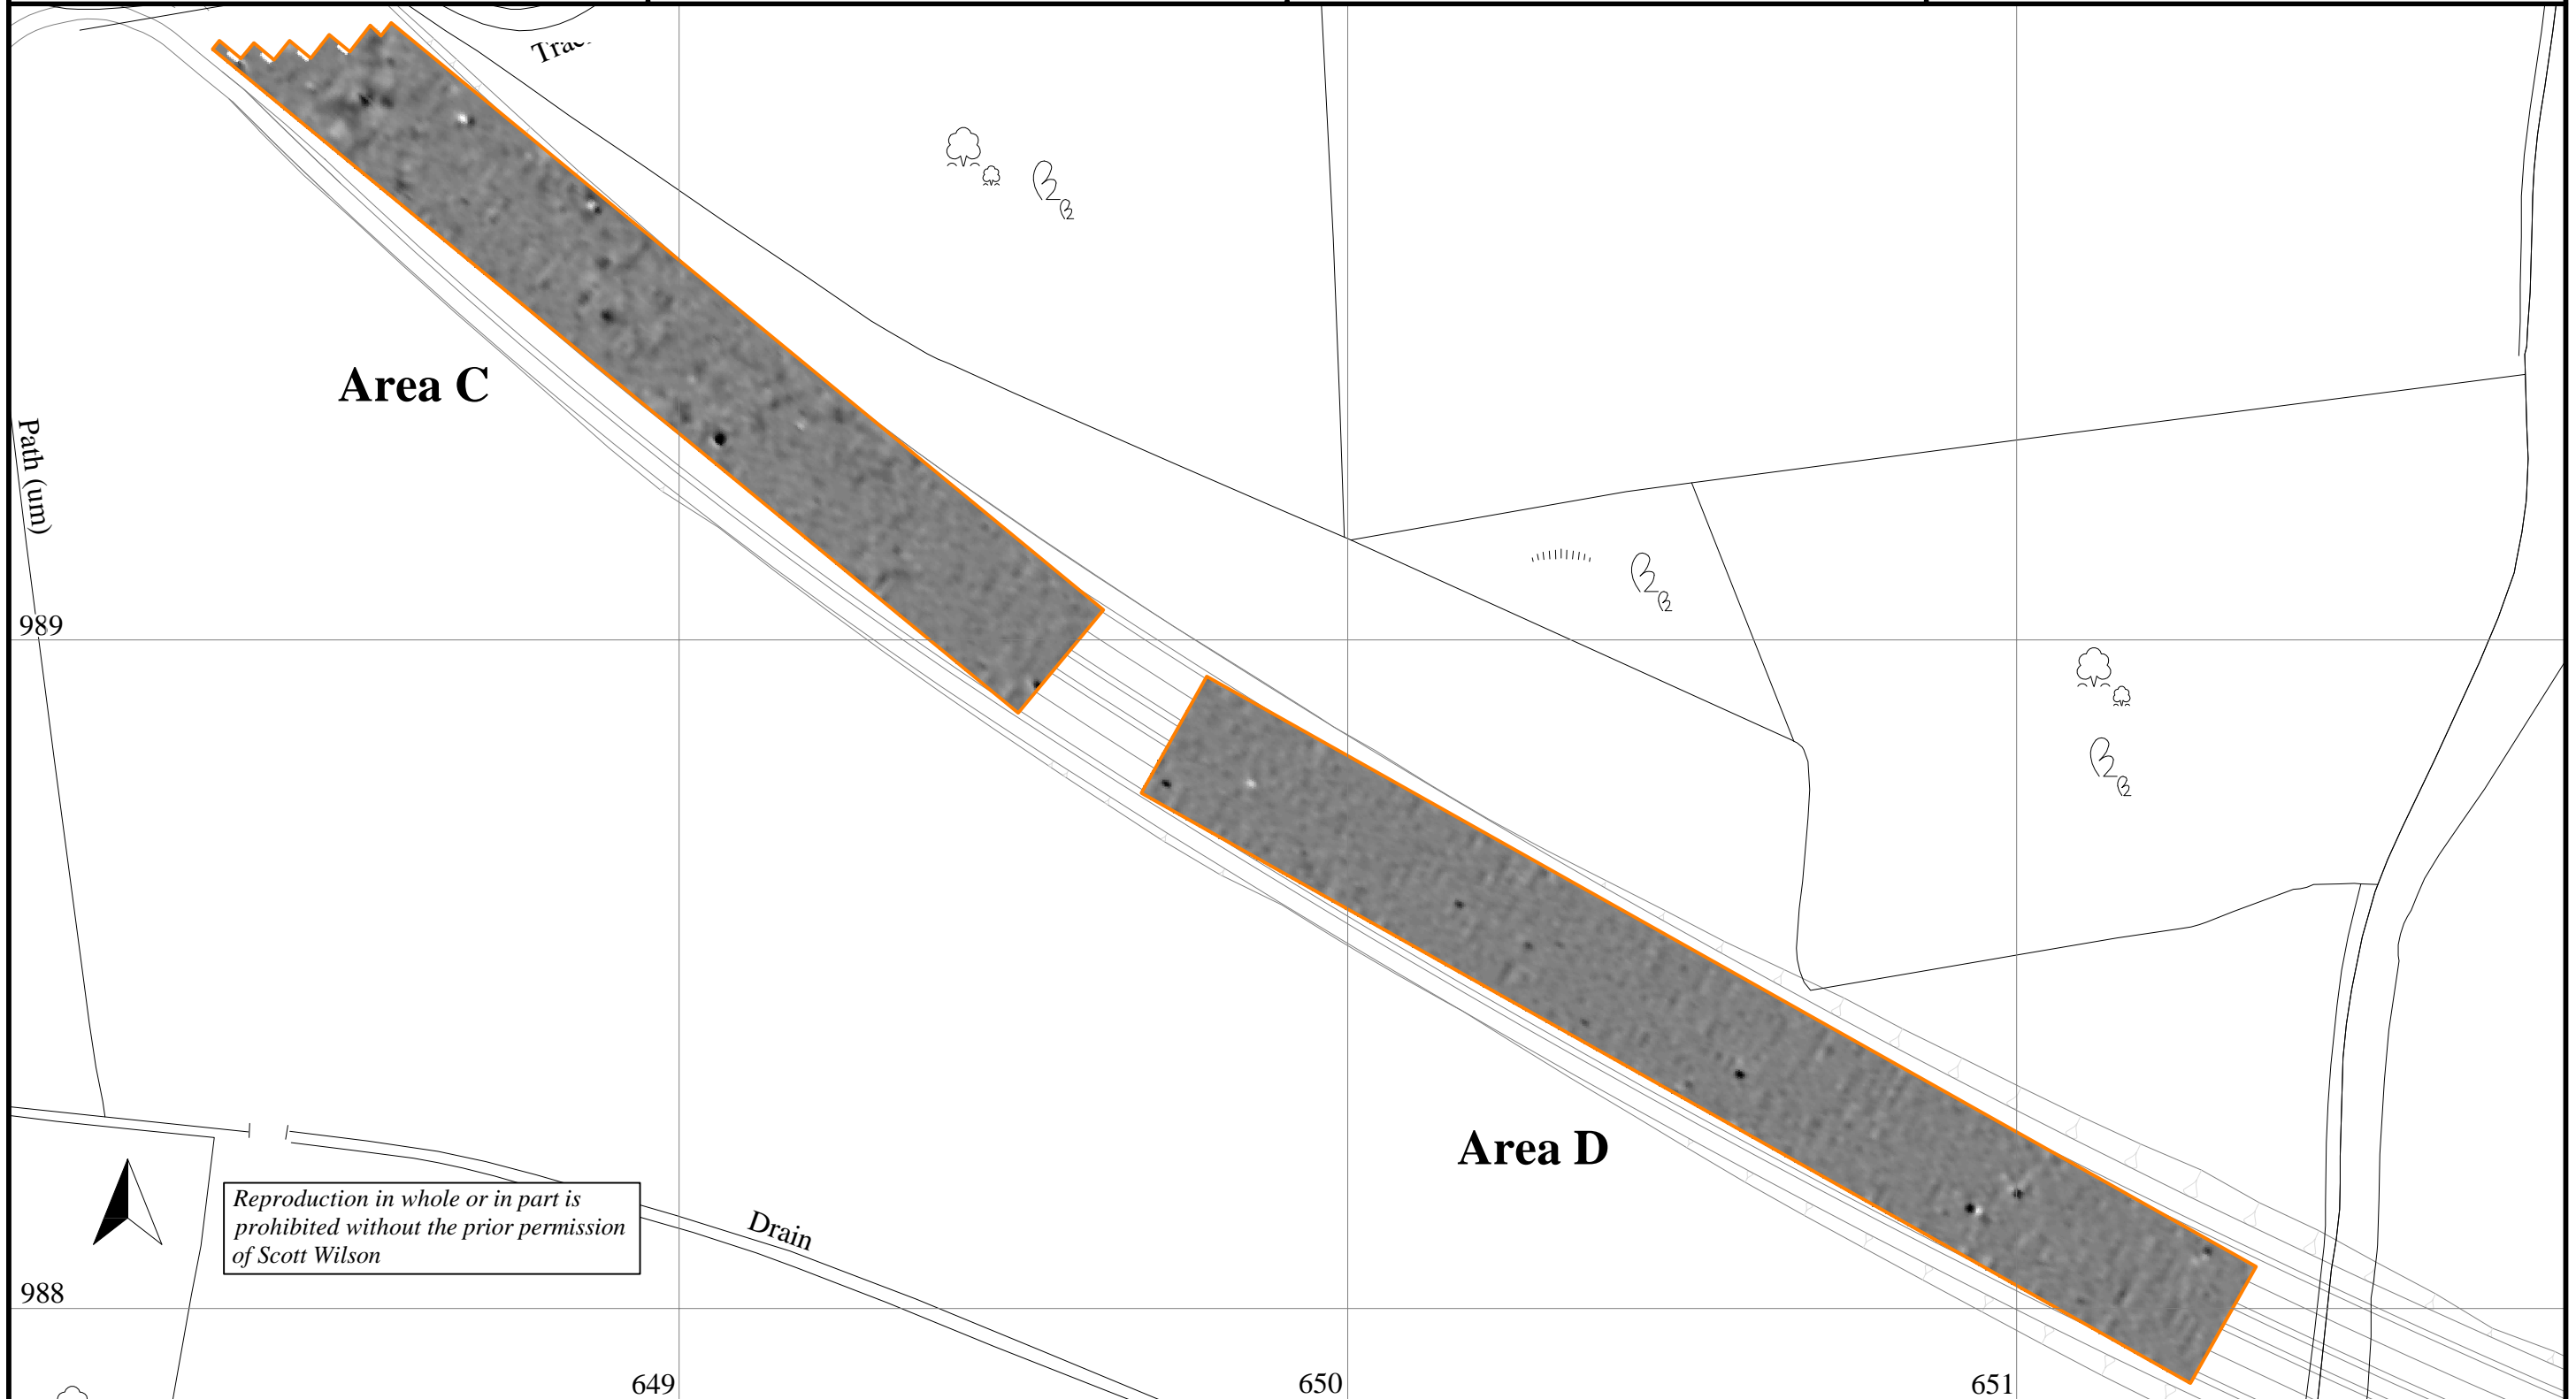 Area C
Path (um)
989
Area D
Reproduction in whole or in part is
prohibited without the prior permission
of Scott Wilson
Drain
988
649
650
651